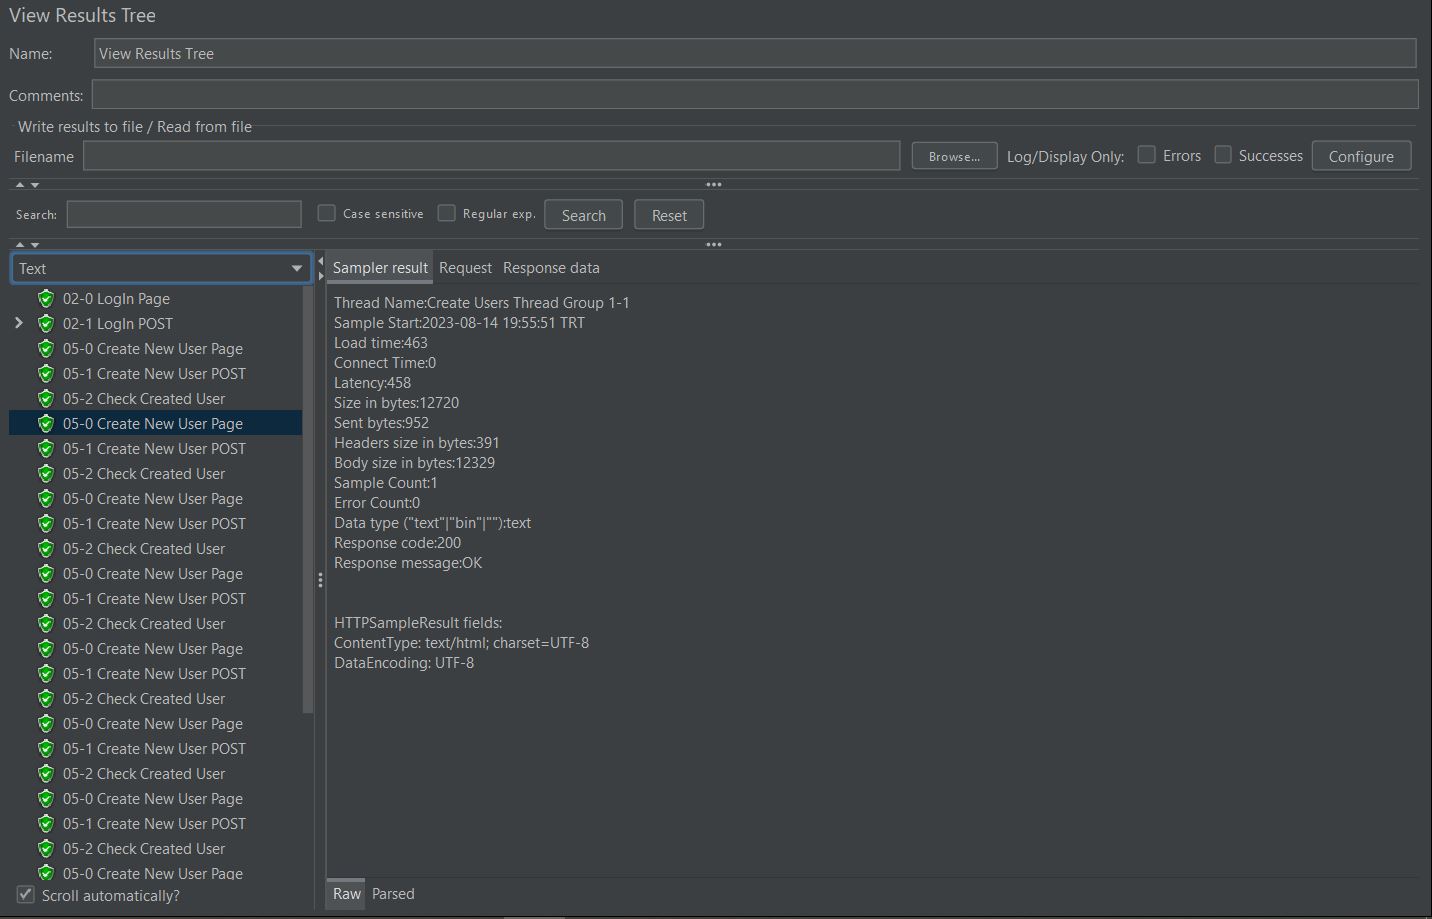 View Results Tree
Name: View Results Tree
Comments:
Write results to file / Read from file
Filename Browse... Log/Display Only: Errors Successes Configure
Search: Case sensitive Regular exp. Search Reset
Text
02-0 LogIn Page
02-1 LogIn POST
05-0 Create New User Page
05-1 Create New User POST
05-2 Check Created User
05-0 Create New User Page
05-1 Create New User POST
05-2 Check Created User
05-0 Create New User Page
05-1 Create New User POST
05-2 Check Created User
05-0 Create New User Page
05-1 Create New User POST
05-2 Check Created User
05-0 Create New User Page
05-1 Create New User POST
05-2 Check Created User
05-0 Create New User Page
05-1 Create New User POST
05-2 Check Created User
05-0 Create New User Page
05-1 Create New User POST
05-2 Check Created User
05-0 Create New User Page
Scroll automatically?
Sampler result Request Response data
Thread Name:Create Users Thread Group 1-1
Sample Start:2023-08-14 19:55:51 TRT
Load time:463
Connect Time:0
Latency:458
Size in bytes:12720
Sent bytes:952
Headers size in bytes:391
Body size in bytes:12329
Sample Count:1
Error Count:0
Data type ("text"|"bin"|""):text
Response code:200
Response message:OK
HTTPSampleResult fields:
ContentType: text/html; charset=UTF-8
DataEncoding: UTF-8
Raw Parsed